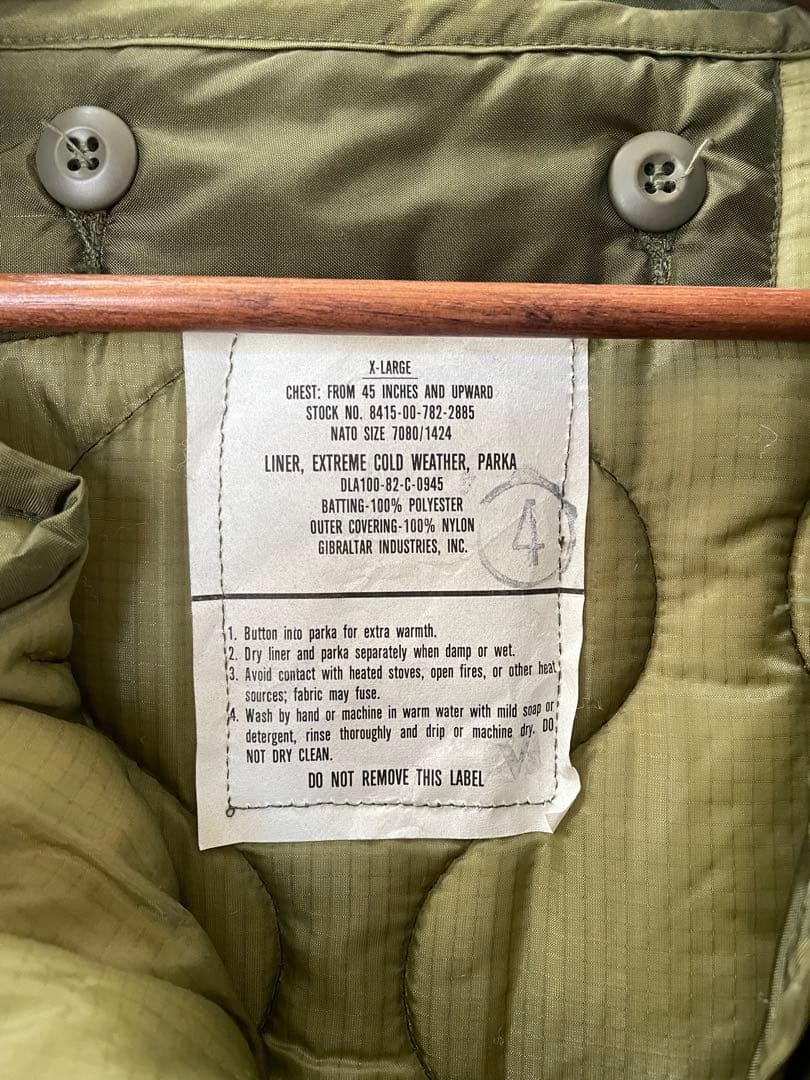 X-LARGE
CHEST: FROM 45 INCHES AND UPWARD
STOCK NO. 8415-00-782-2885
NATO SIZE 7080/1424
LINER, EXTREME COLD WEATHER, PARKA
DLA100-82-C-0945
BATTING-100% POLYESTER
OUTER COVERING-100% NYLON
GIBRALTAR INDUSTRIES, INC.
4
1. Button into parka for extra warmth.
2. Dry liner and parka separately when damp or wet.
3. Avoid contact with heated stoves, open fires, or other heat
sources; fabric may fuse.
4. Wash by hand or machine in warm water with mild soap or
detergent, rinse thoroughly and drip or machine dry. DO
NOT DRY CLEAN.
DO NOT REMOVE THIS LABEL